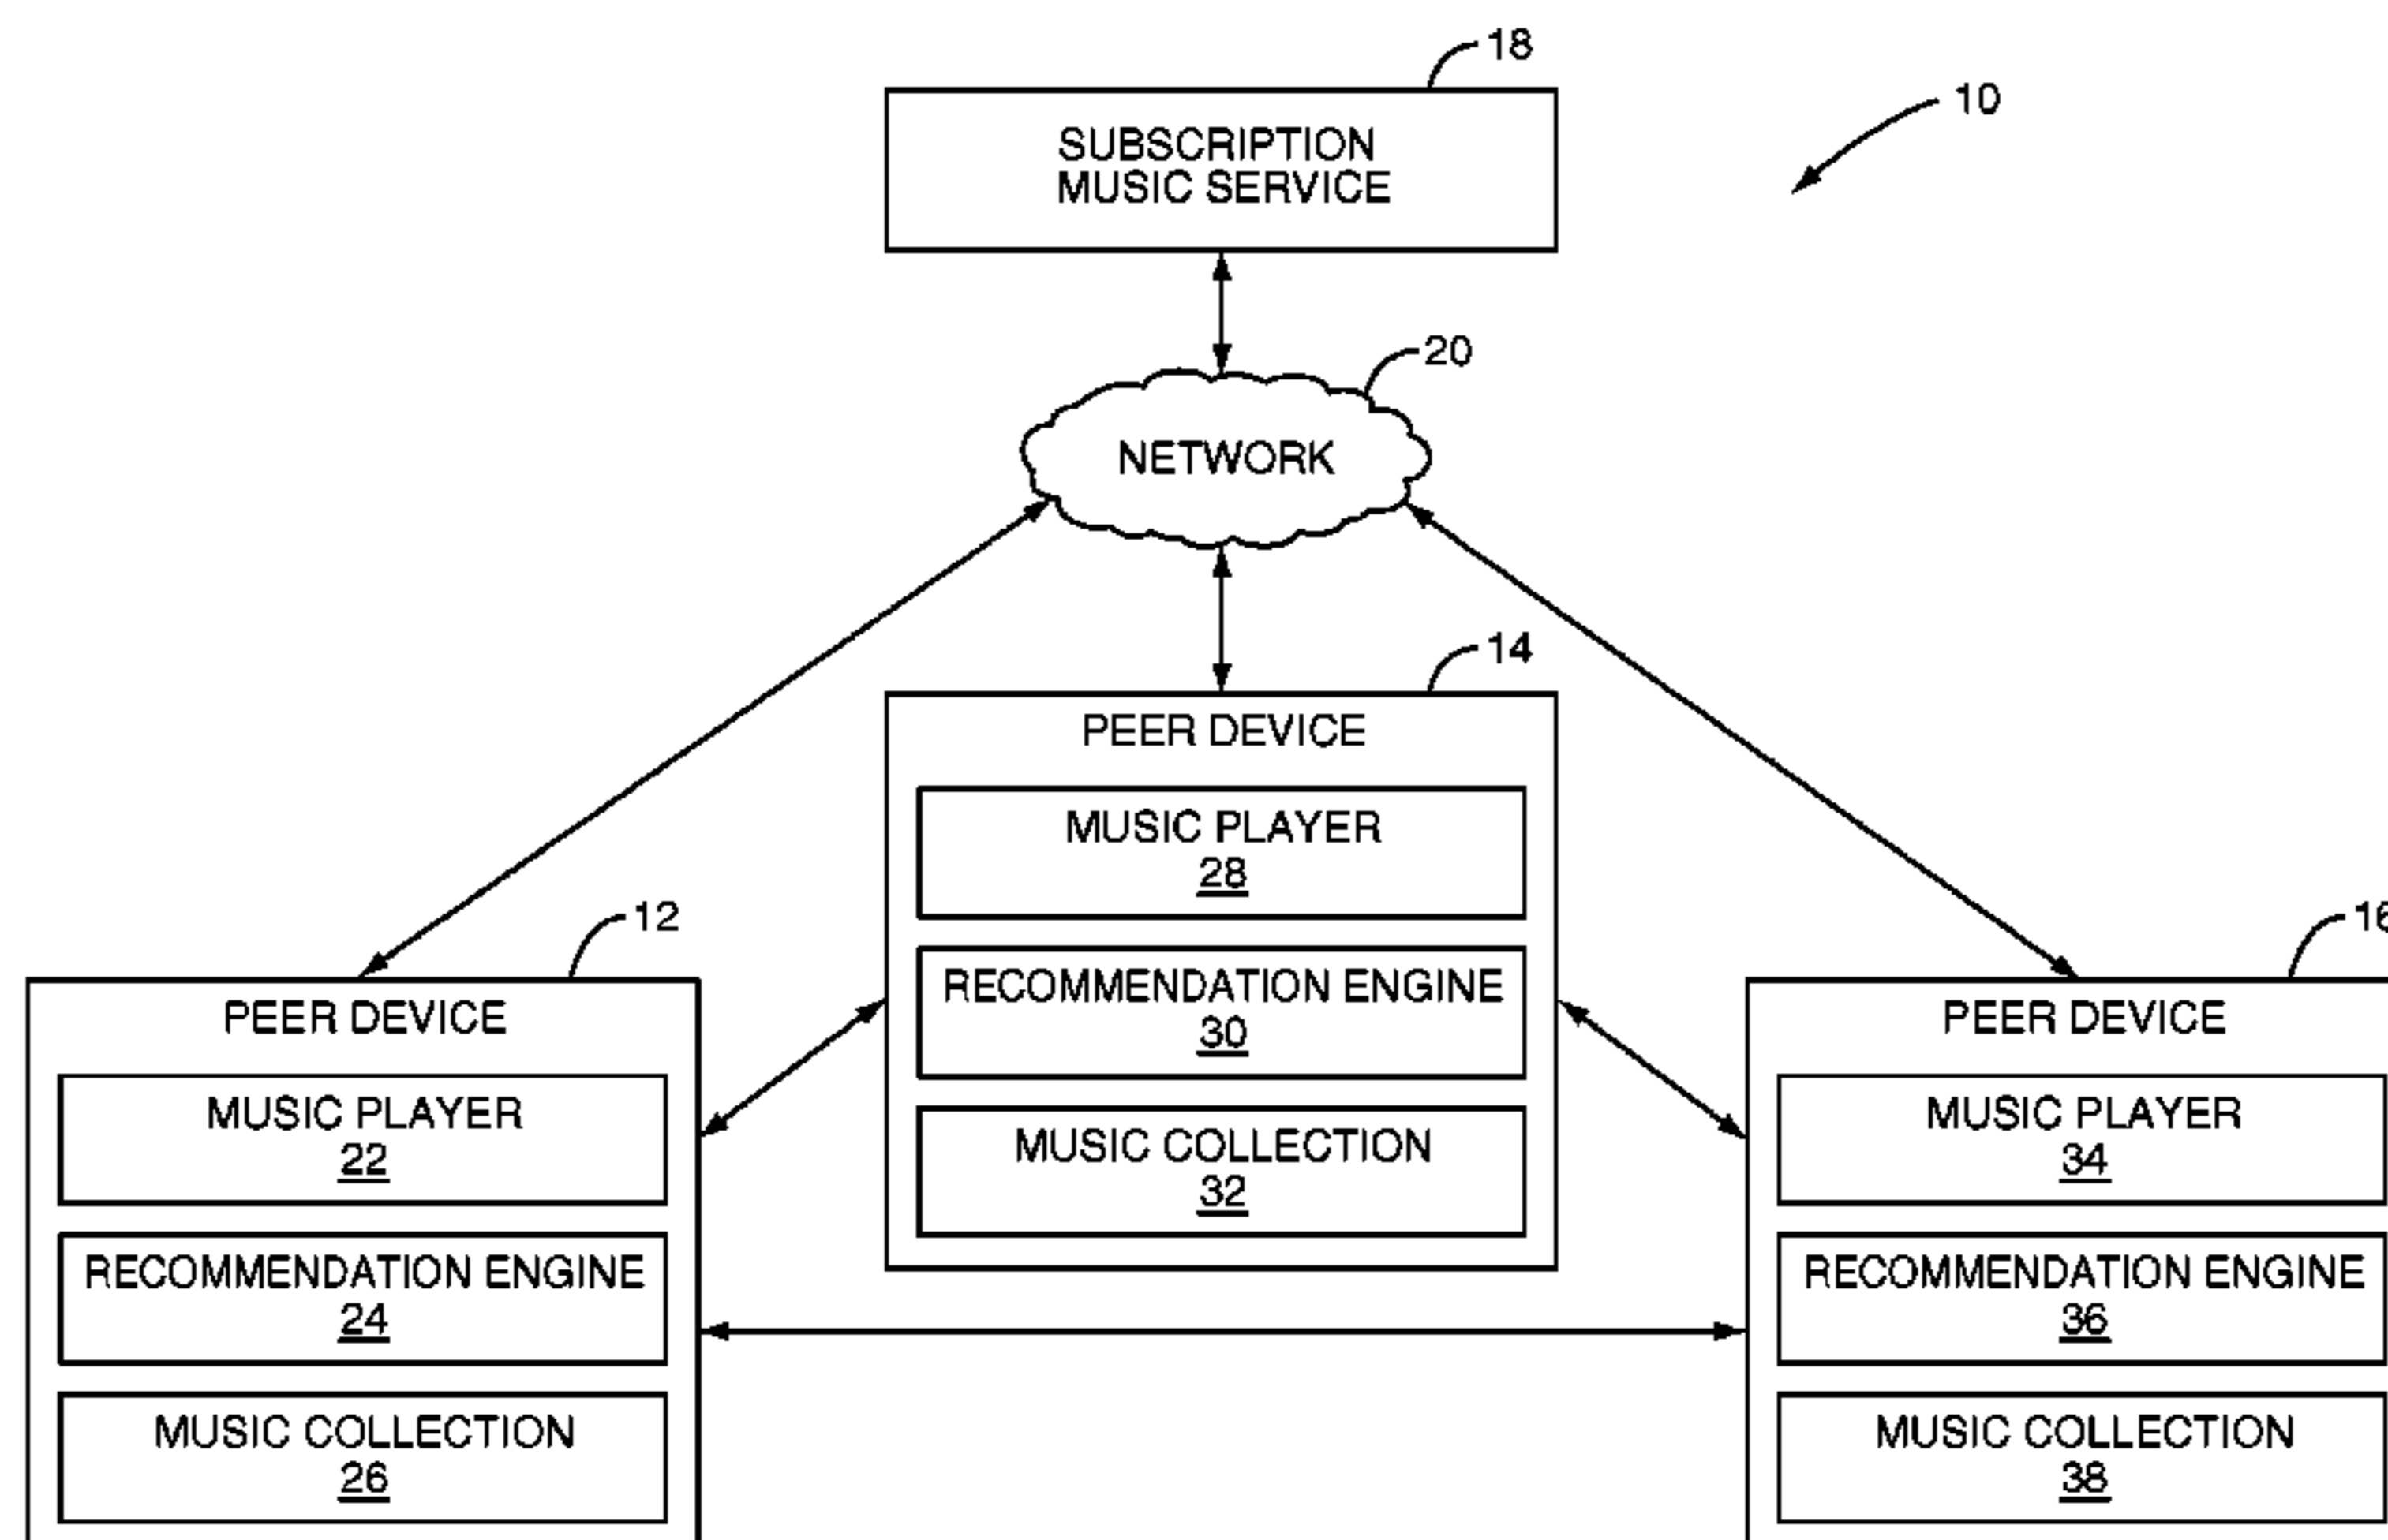 18
10
SUBSCRIPTION
MUSIC SERVICE
20
NETWORK
14
PEER DEVICE
MUSIC PLAYER
28
RECOMMENDATION ENGINE
30
MUSIC COLLECTION
32
12
PEER DEVICE
MUSIC PLAYER
22
RECOMMENDATION ENGINE
24
MUSIC COLLECTION
26
16
PEER DEVICE
MUSIC PLAYER
34
RECOMMENDATION ENGINE
36
MUSIC COLLECTION
38